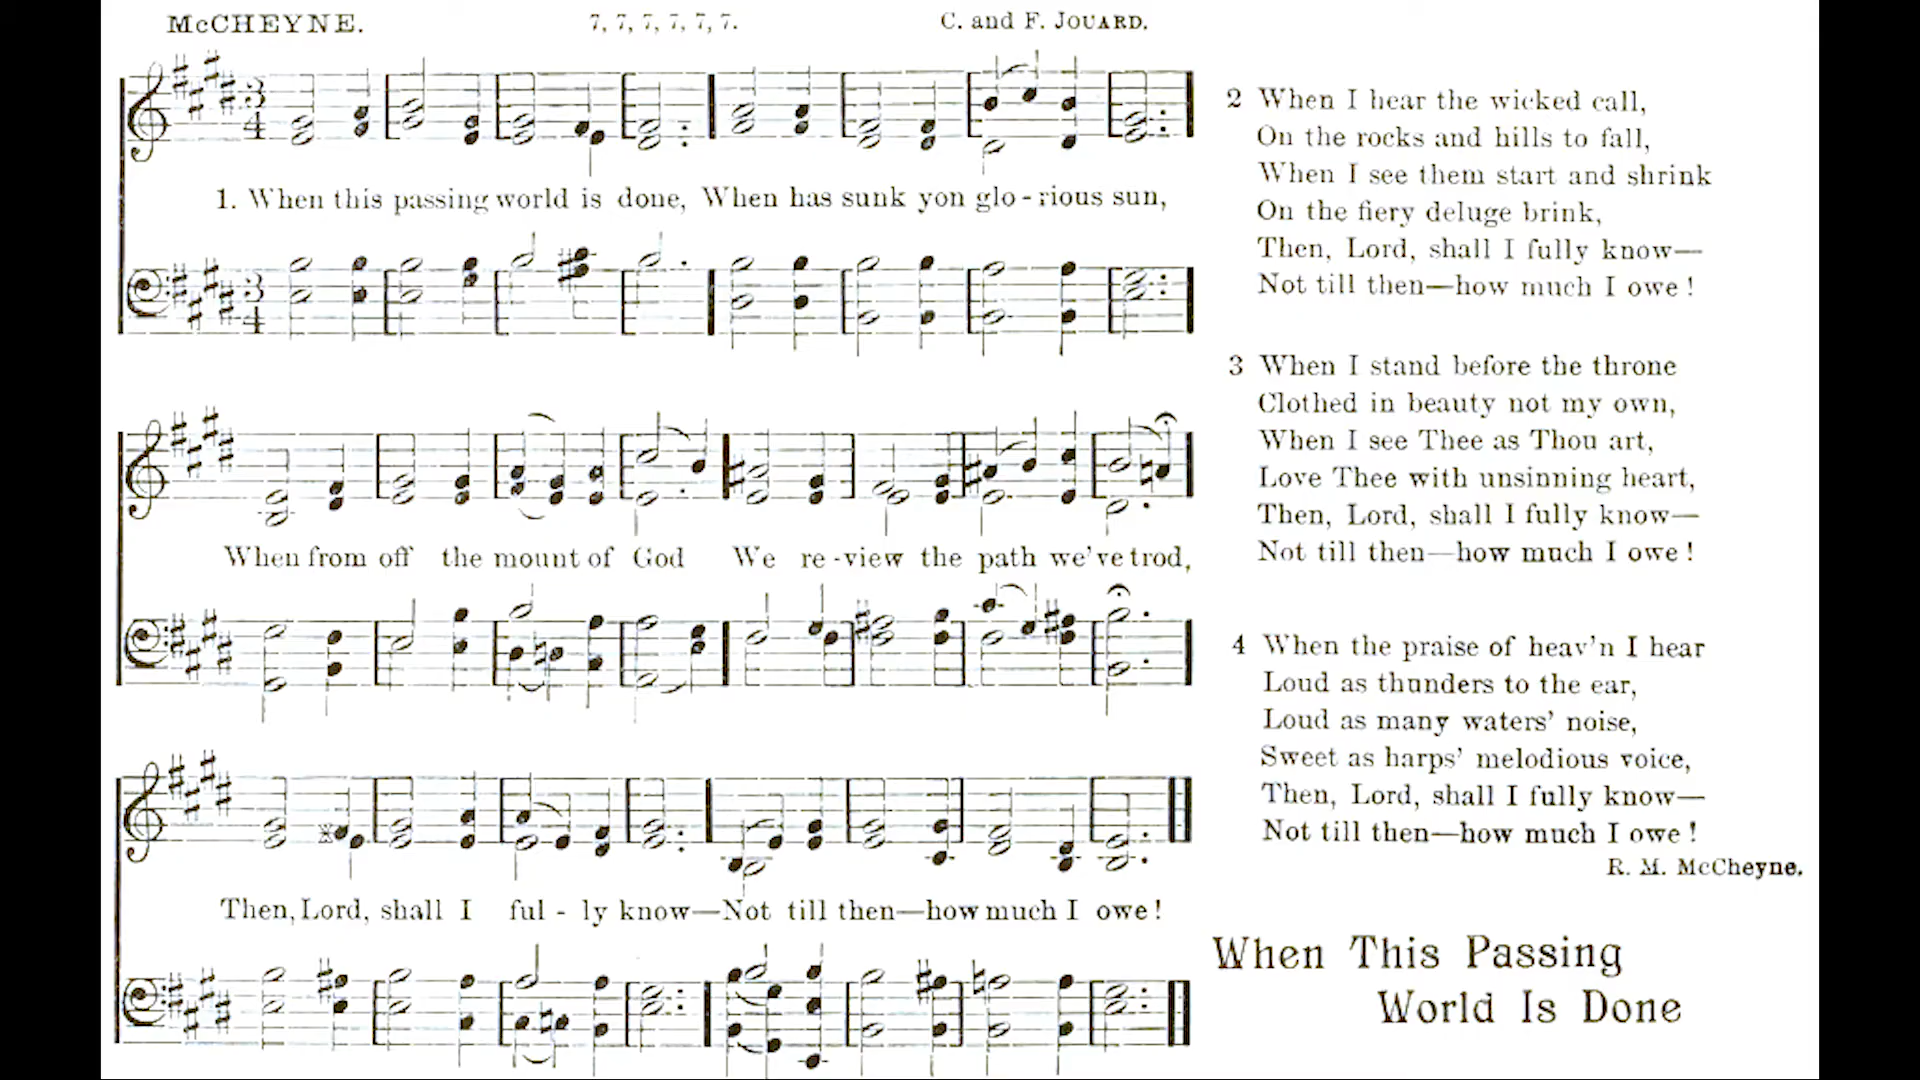 McCHEYNE. 7, 7, 7, 7, 7, 7. C. and F. JOUARD.
1. When this passing world is done, When has sunk yon glo - rious sun,
When from off the mount of God We re - view the path we've trod,
Then, Lord, shall I ful - ly know—Not till then—how much I owe!
2 When I hear the wicked call,
On the rocks and hills to fall,
When I see them start and shrink
On the fiery deluge brink,
Then, Lord, shall I fully know—
Not till then—how much I owe!
3 When I stand before the throne
Clothed in beauty not my own,
When I see Thee as Thou art,
Love Thee with unsinning heart,
Then, Lord, shall I fully know—
Not till then—how much I owe!
4 When the praise of heav'n I hear
Loud as thunders to the ear,
Loud as many waters' noise,
Sweet as harps' melodious voice,
Then, Lord, shall I fully know—
Not till then—how much I owe!
R. M. McCheyne.
When This Passing
World Is Done